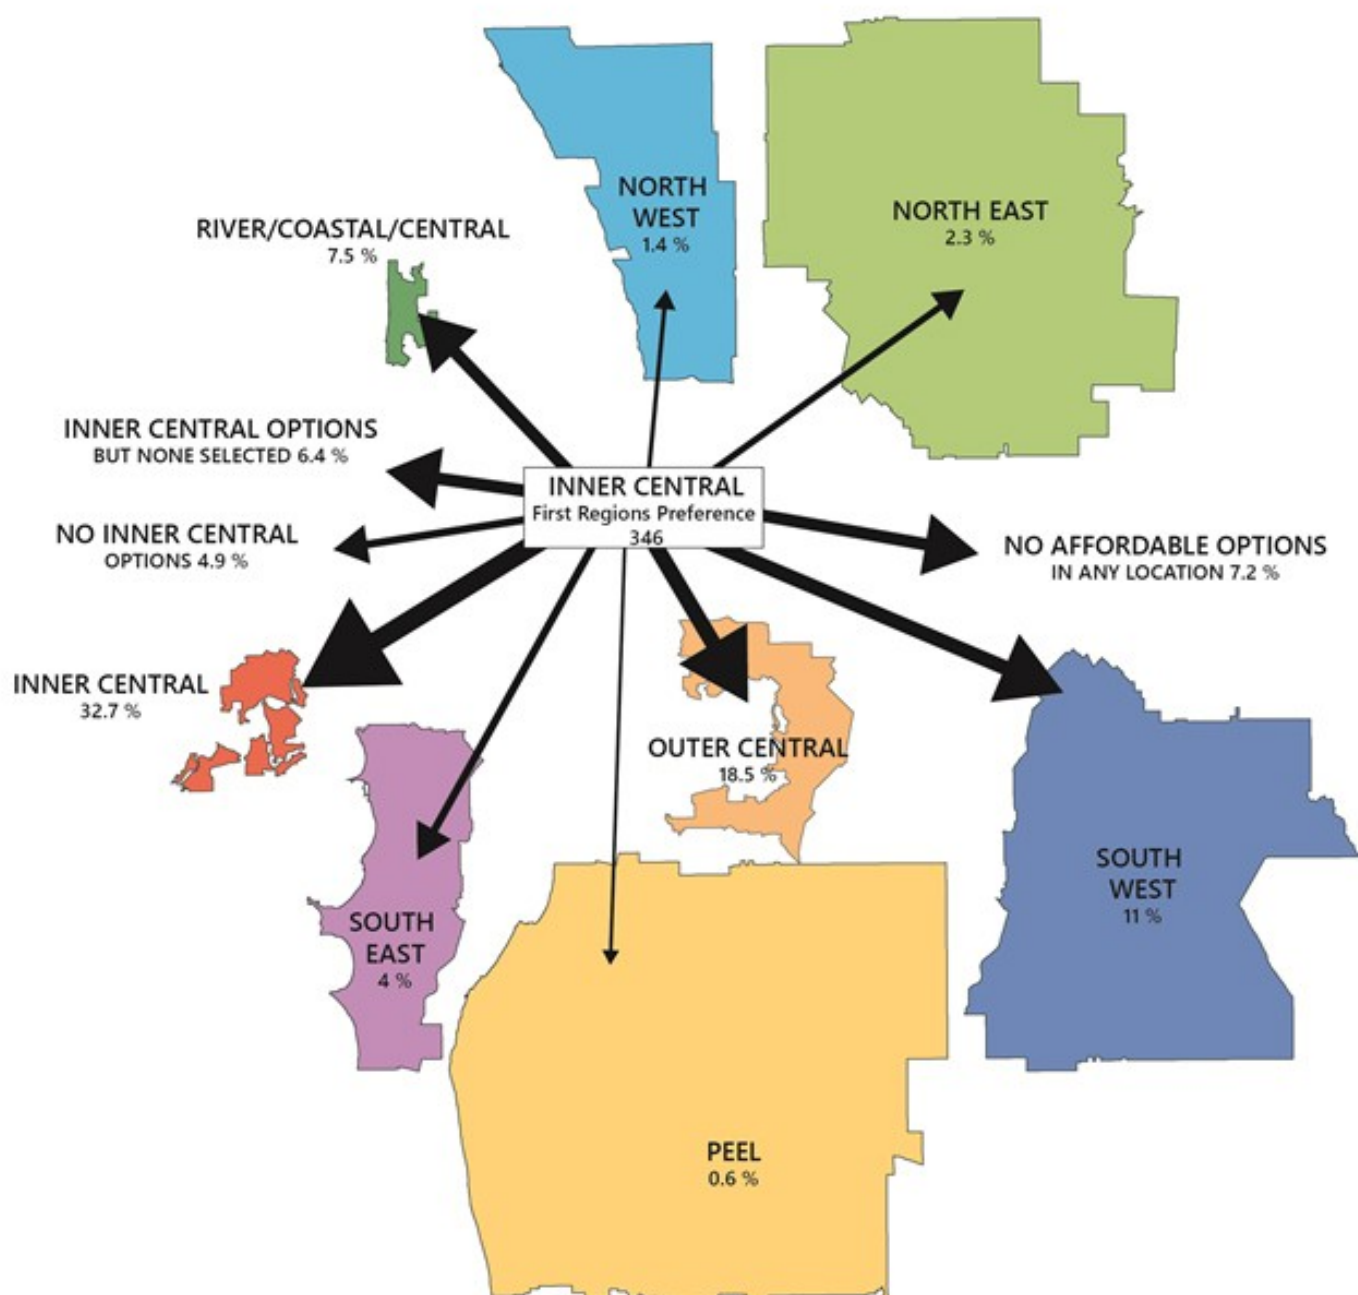 NORTH
WEST
1.4 %
NORTH EAST
2.3 %
RIVER/COASTAL/CENTRAL
7.5 %
INNER CENTRAL OPTIONS
BUT NONE SELECTED 6.4 %
INNER CENTRAL
First Regions Preference
346
NO INNER CENTRAL
OPTIONS 4.9 %
NO AFFORDABLE OPTIONS
IN ANY LOCATION 7.2 %
INNER CENTRAL
32.7 %
OUTER CENTRAL
18.5 %
SOUTH
WEST
11 %
SOUTH
EAST
4 %
PEEL
0.6 %